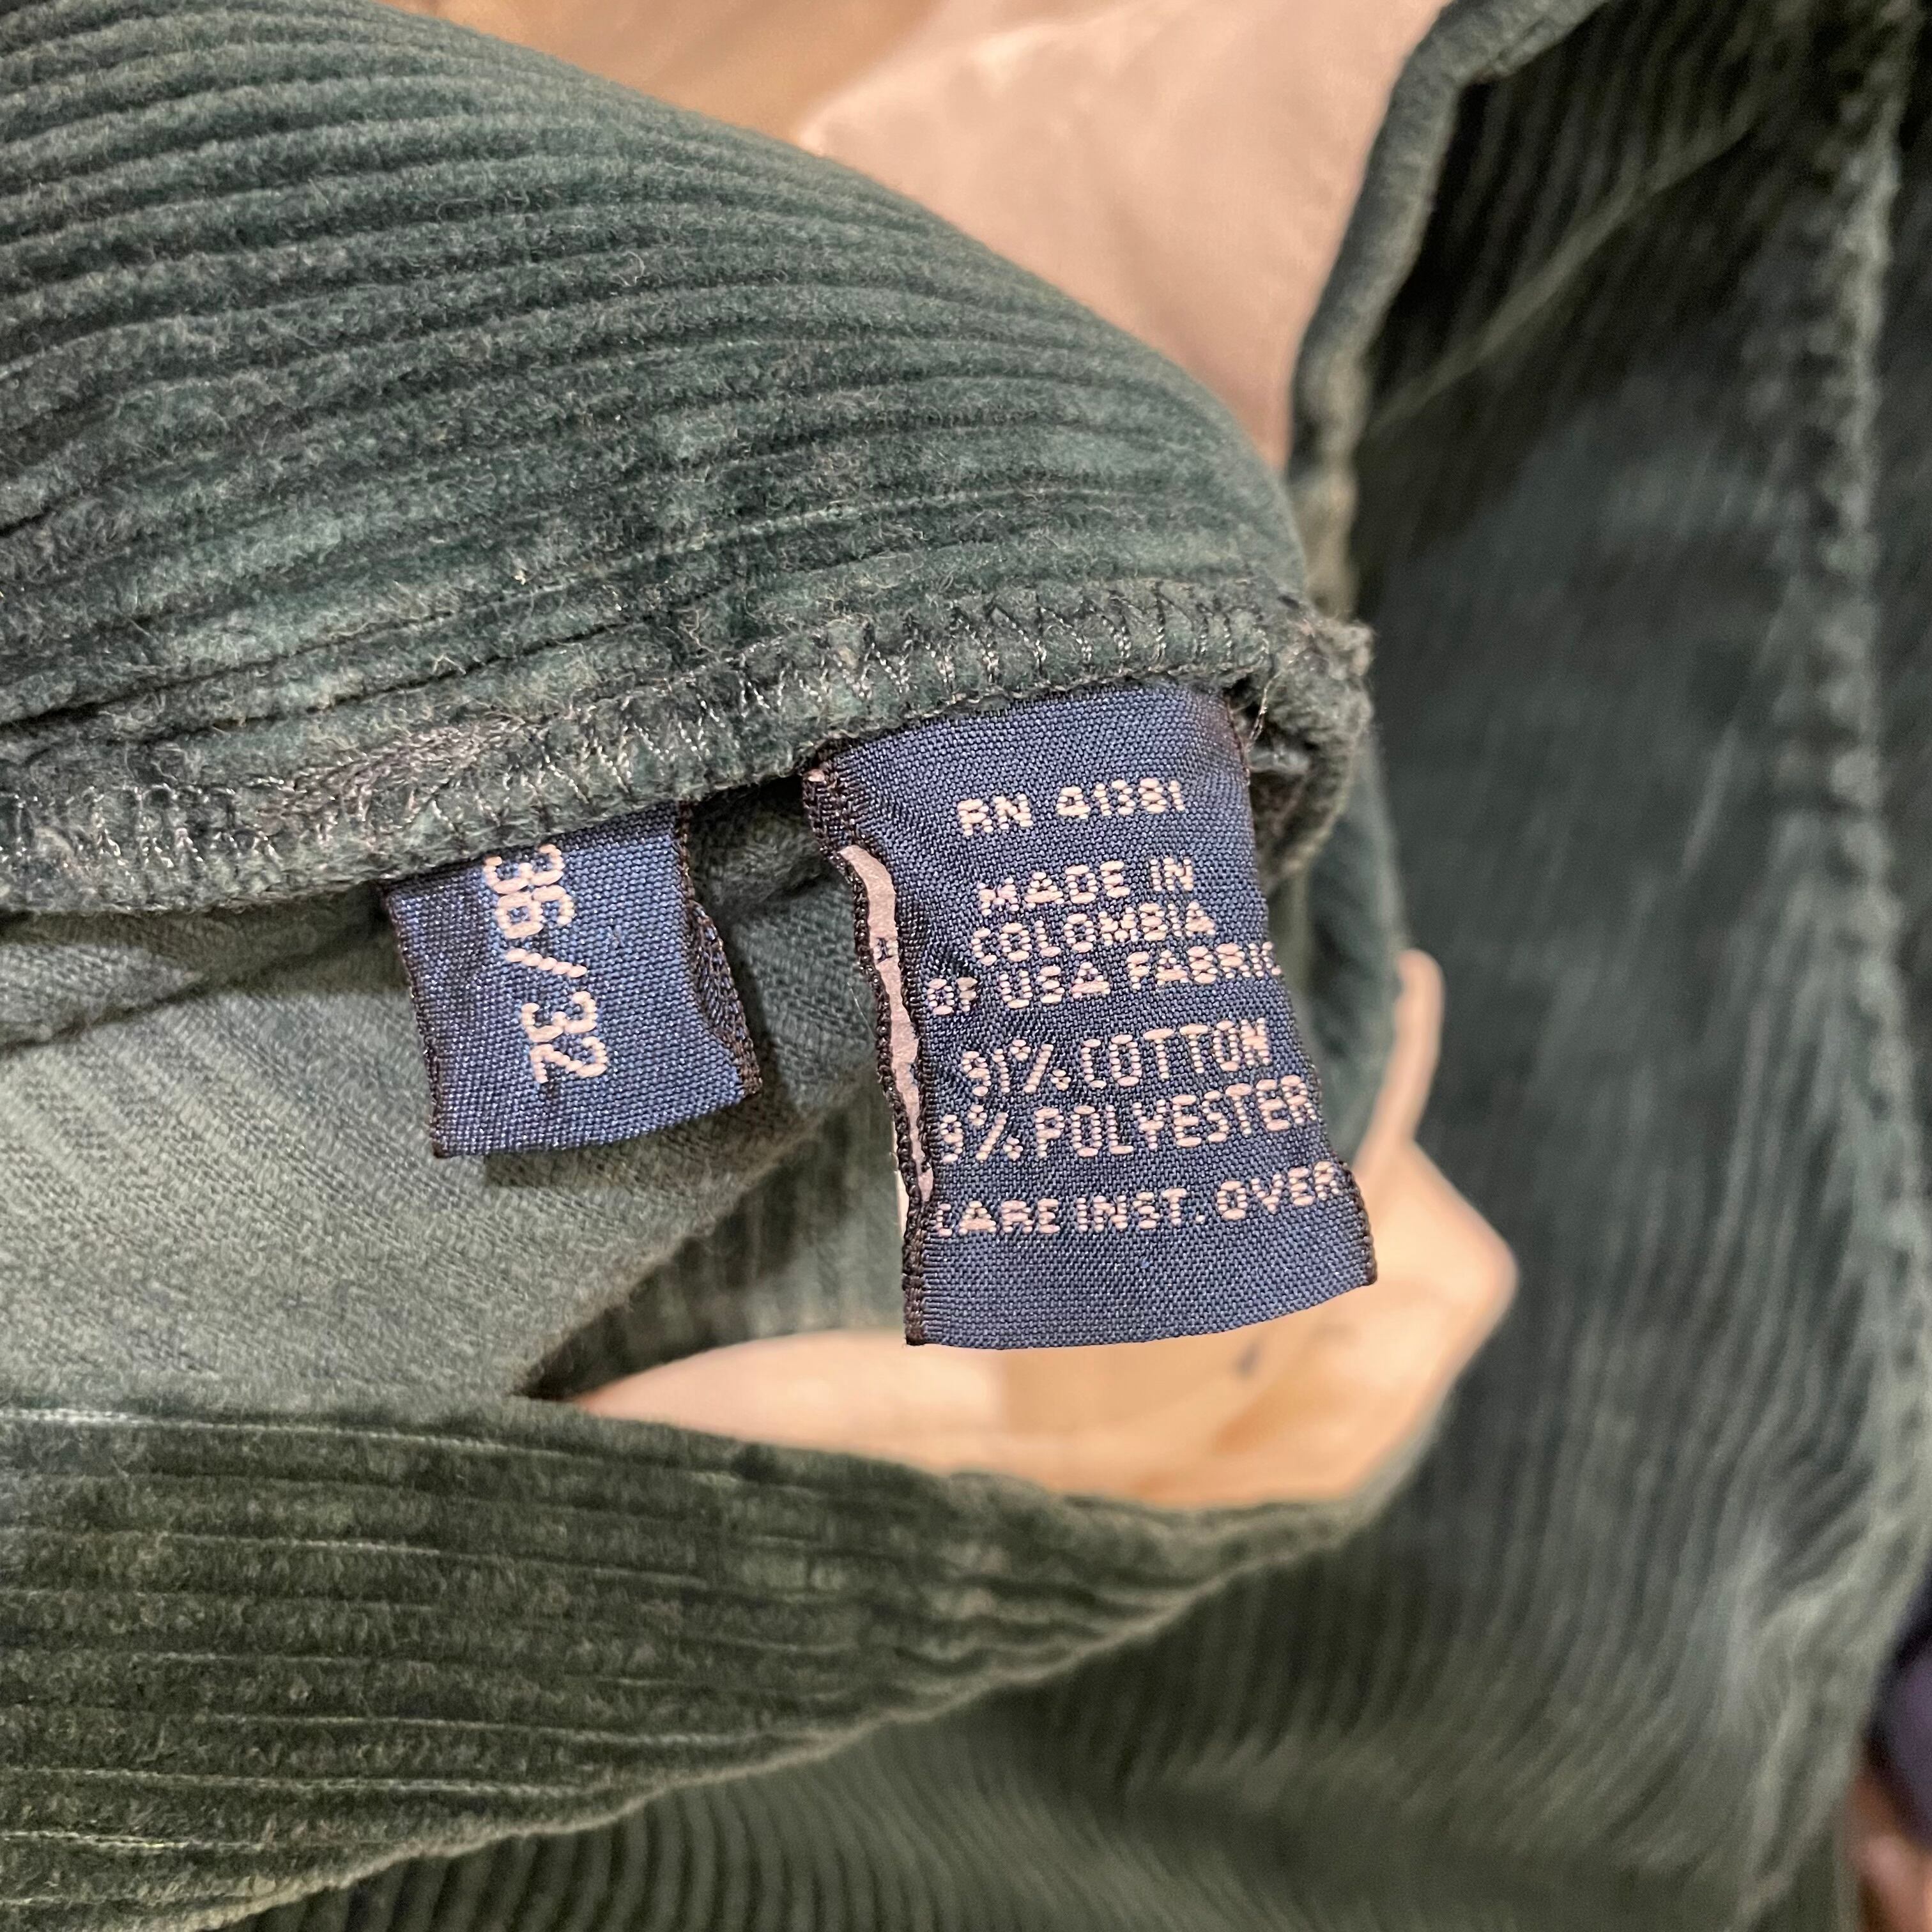 36/32
RN 41381
MADE IN
COLOMBIA
OF USA FABRIC
91% COTTON
9% POLYESTER
CARE INST. OVER